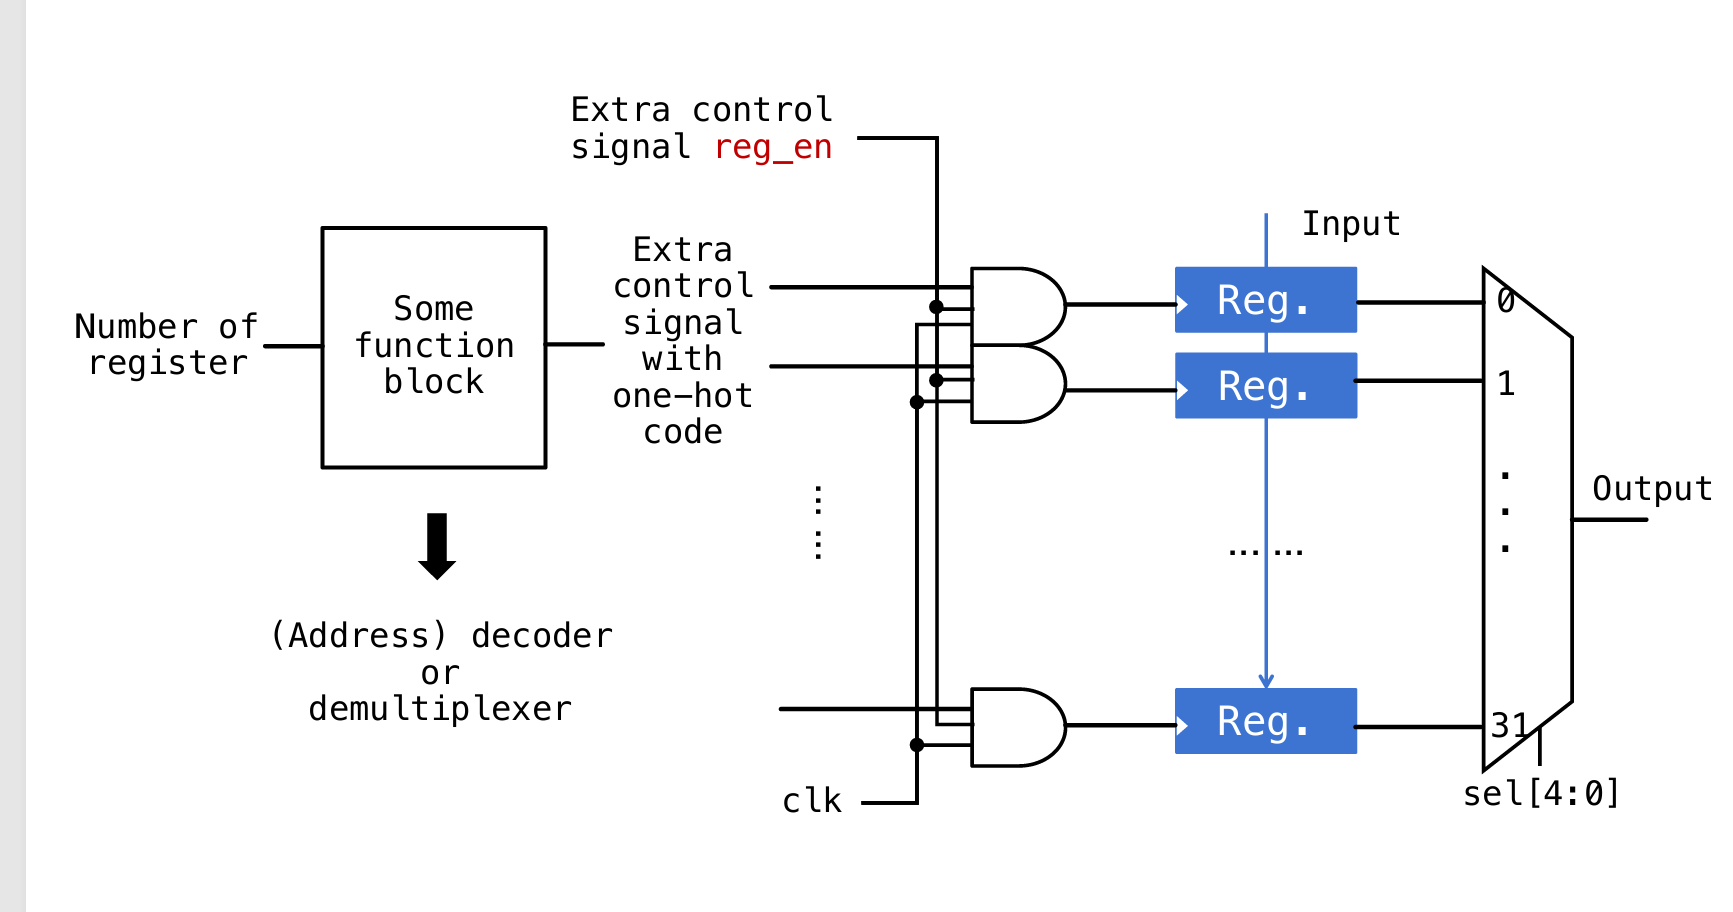 Extra control
signal reg_en
Number of
register
Some
function
block
(Address) decoder
or
demultiplexer
Extra
control
signal
with
one-hot
code
⋮
⋮
clk
Input
Reg.
Reg.
... ...
Reg.
0
1
.
.
.
31
sel[4:0]
Output